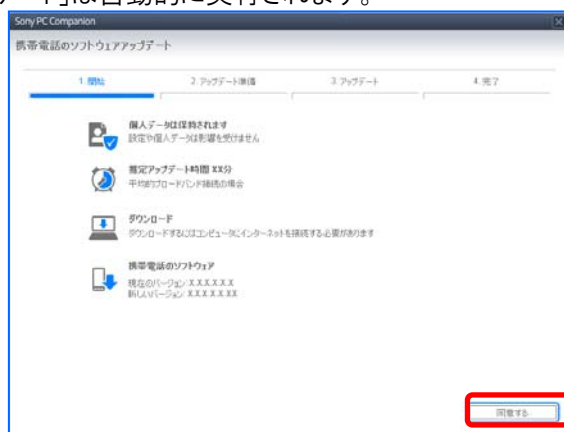 ート」は自動的に実行されます。
Sony PC Companion
携帯電話のソフトウェアアップデート
1. 開始 2. アップデート準備 3. アップデート 4. 完了
個人データは保持されます
設定や個人データは影響を受けません
推定アップデート時間 XX分
平均的ブロードバンド接続の場合
ダウンロード
ダウンロードするにはコンピュータにインターネットを接続する必要があります
携帯電話のソフトウェア
現在のバージョン: X.X.X.X.X.X
新しいバージョン: X.X.X.X.XX
同意する